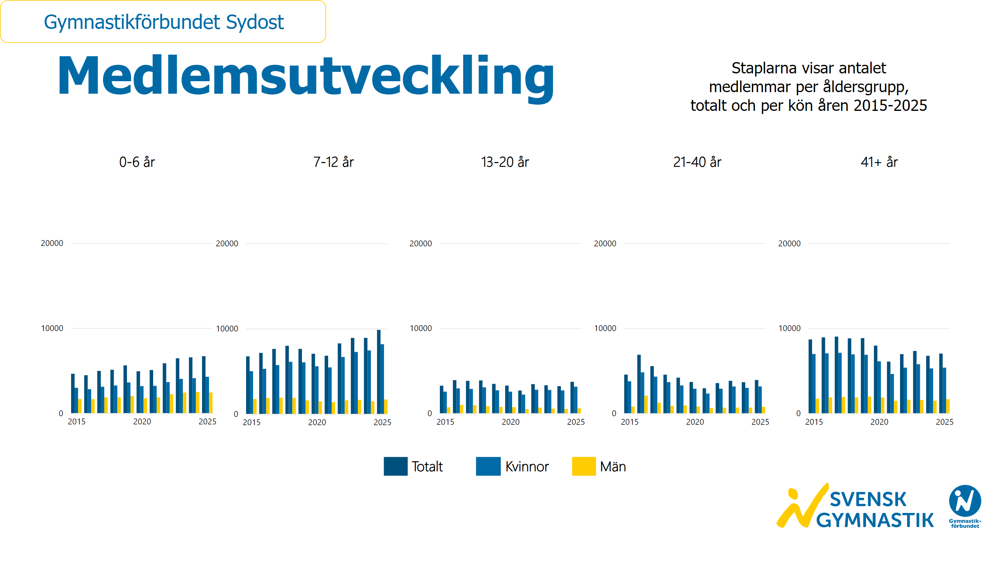 Gymnastikförbundet Sydost
Medlemsutveckling
Staplarna visar antalet
medlemmar per åldersgrupp,
totalt och per kön åren 2015-2025
0-6 år
7-12 år
13-20 år
21-40 år
41+ år
20000
20000
20000
20000
20000
10000
10000
10000
10000
10000
0
0
0
0
0
2015 2020 2025
2015 2020 2025
2015 2020 2025
2015 2020 2025
2015 2020 2025
Totalt
Kvinnor
Män
SVENSK
GYMNASTIK
Gymnastik-
förbundet